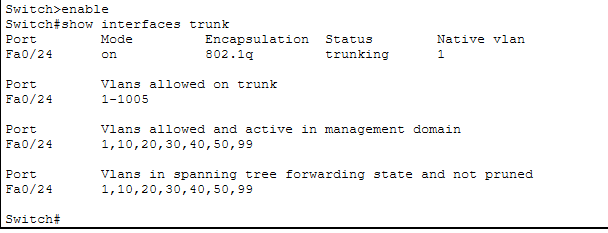 Switch>enable
Switch#show interfaces trunk
Port        Mode         Encapsulation  Status        Native vlan
Fa0/24      on           802.1q         trunking      1

Port        Vlans allowed on trunk
Fa0/24      1-1005

Port        Vlans allowed and active in management domain
Fa0/24      1,10,20,30,40,50,99

Port        Vlans in spanning tree forwarding state and not pruned
Fa0/24      1,10,20,30,40,50,99

Switch#